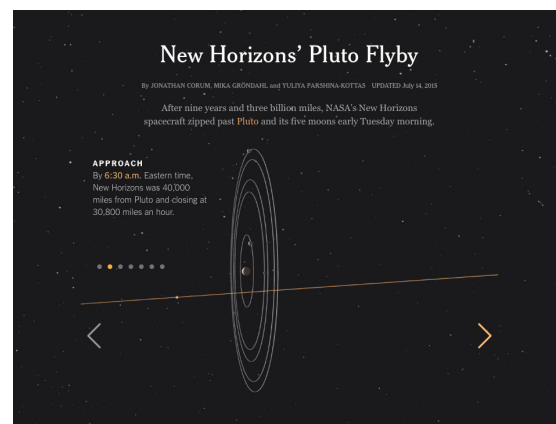 New Horizons’ Pluto Flyby
By JONATHAN CORUM, MIKA GRÖNDAHL and YULIYA PARSHINA-KOTTAS   UPDATED July 14, 2015
After nine years and three billion miles, NASA’s New Horizons
spacecraft zipped past Pluto and its five moons early Tuesday morning.
APPROACH
By 6:30 a.m. Eastern time,
New Horizons was 40,000
miles from Pluto and closing at
30,800 miles an hour.